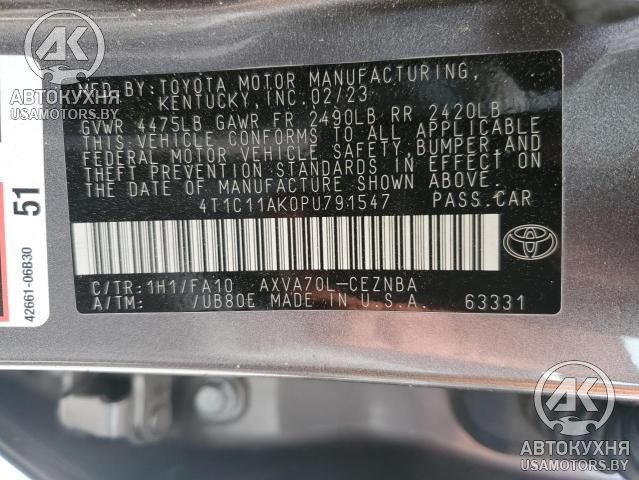 AK
АВТОКУХНЯ
USAMOTORS.BY
MFD. BY: TOYOTA MOTOR MANUFACTURING,
KENTUCKY, INC. 02/23
GVWR 4475LB GAWR FR 2490LB RR 2420LB
THIS VEHICLE CONFORMS TO ALL APPLICABLE
FEDERAL MOTOR VEHICLE SAFETY, BUMPER, AND
THEFT PREVENTION STANDARDS IN EFFECT ON
THE DATE OF MANUFACTURE SHOWN ABOVE.
4T1C11AK0PU791547 PASS.CAR
C/TR:1H1/FA10 AXVA70L-CEZNBA
A/TM: /UB80E MADE IN U.S.A. 63331
51
42661-06B30
AK
АВТОКУХНЯ
USAMOTORS.BY